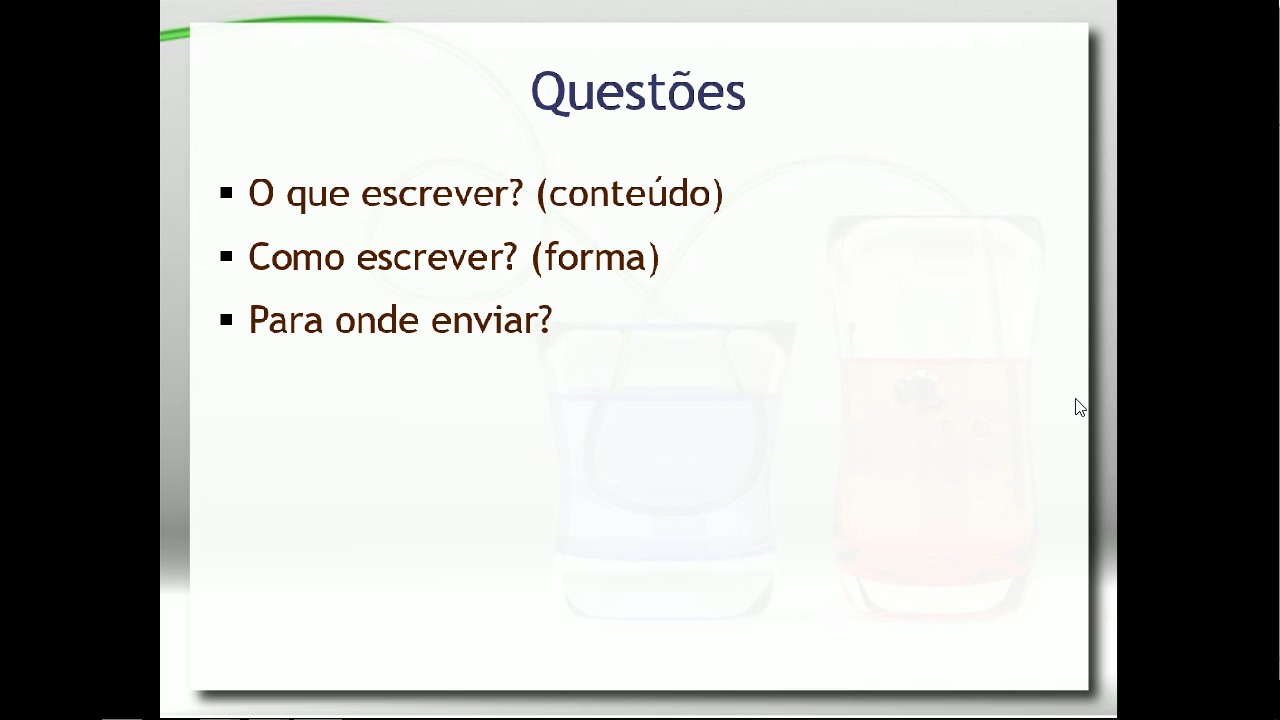 Questões
O que escrever? (conteúdo)
Como escrever? (forma)
Para onde enviar?